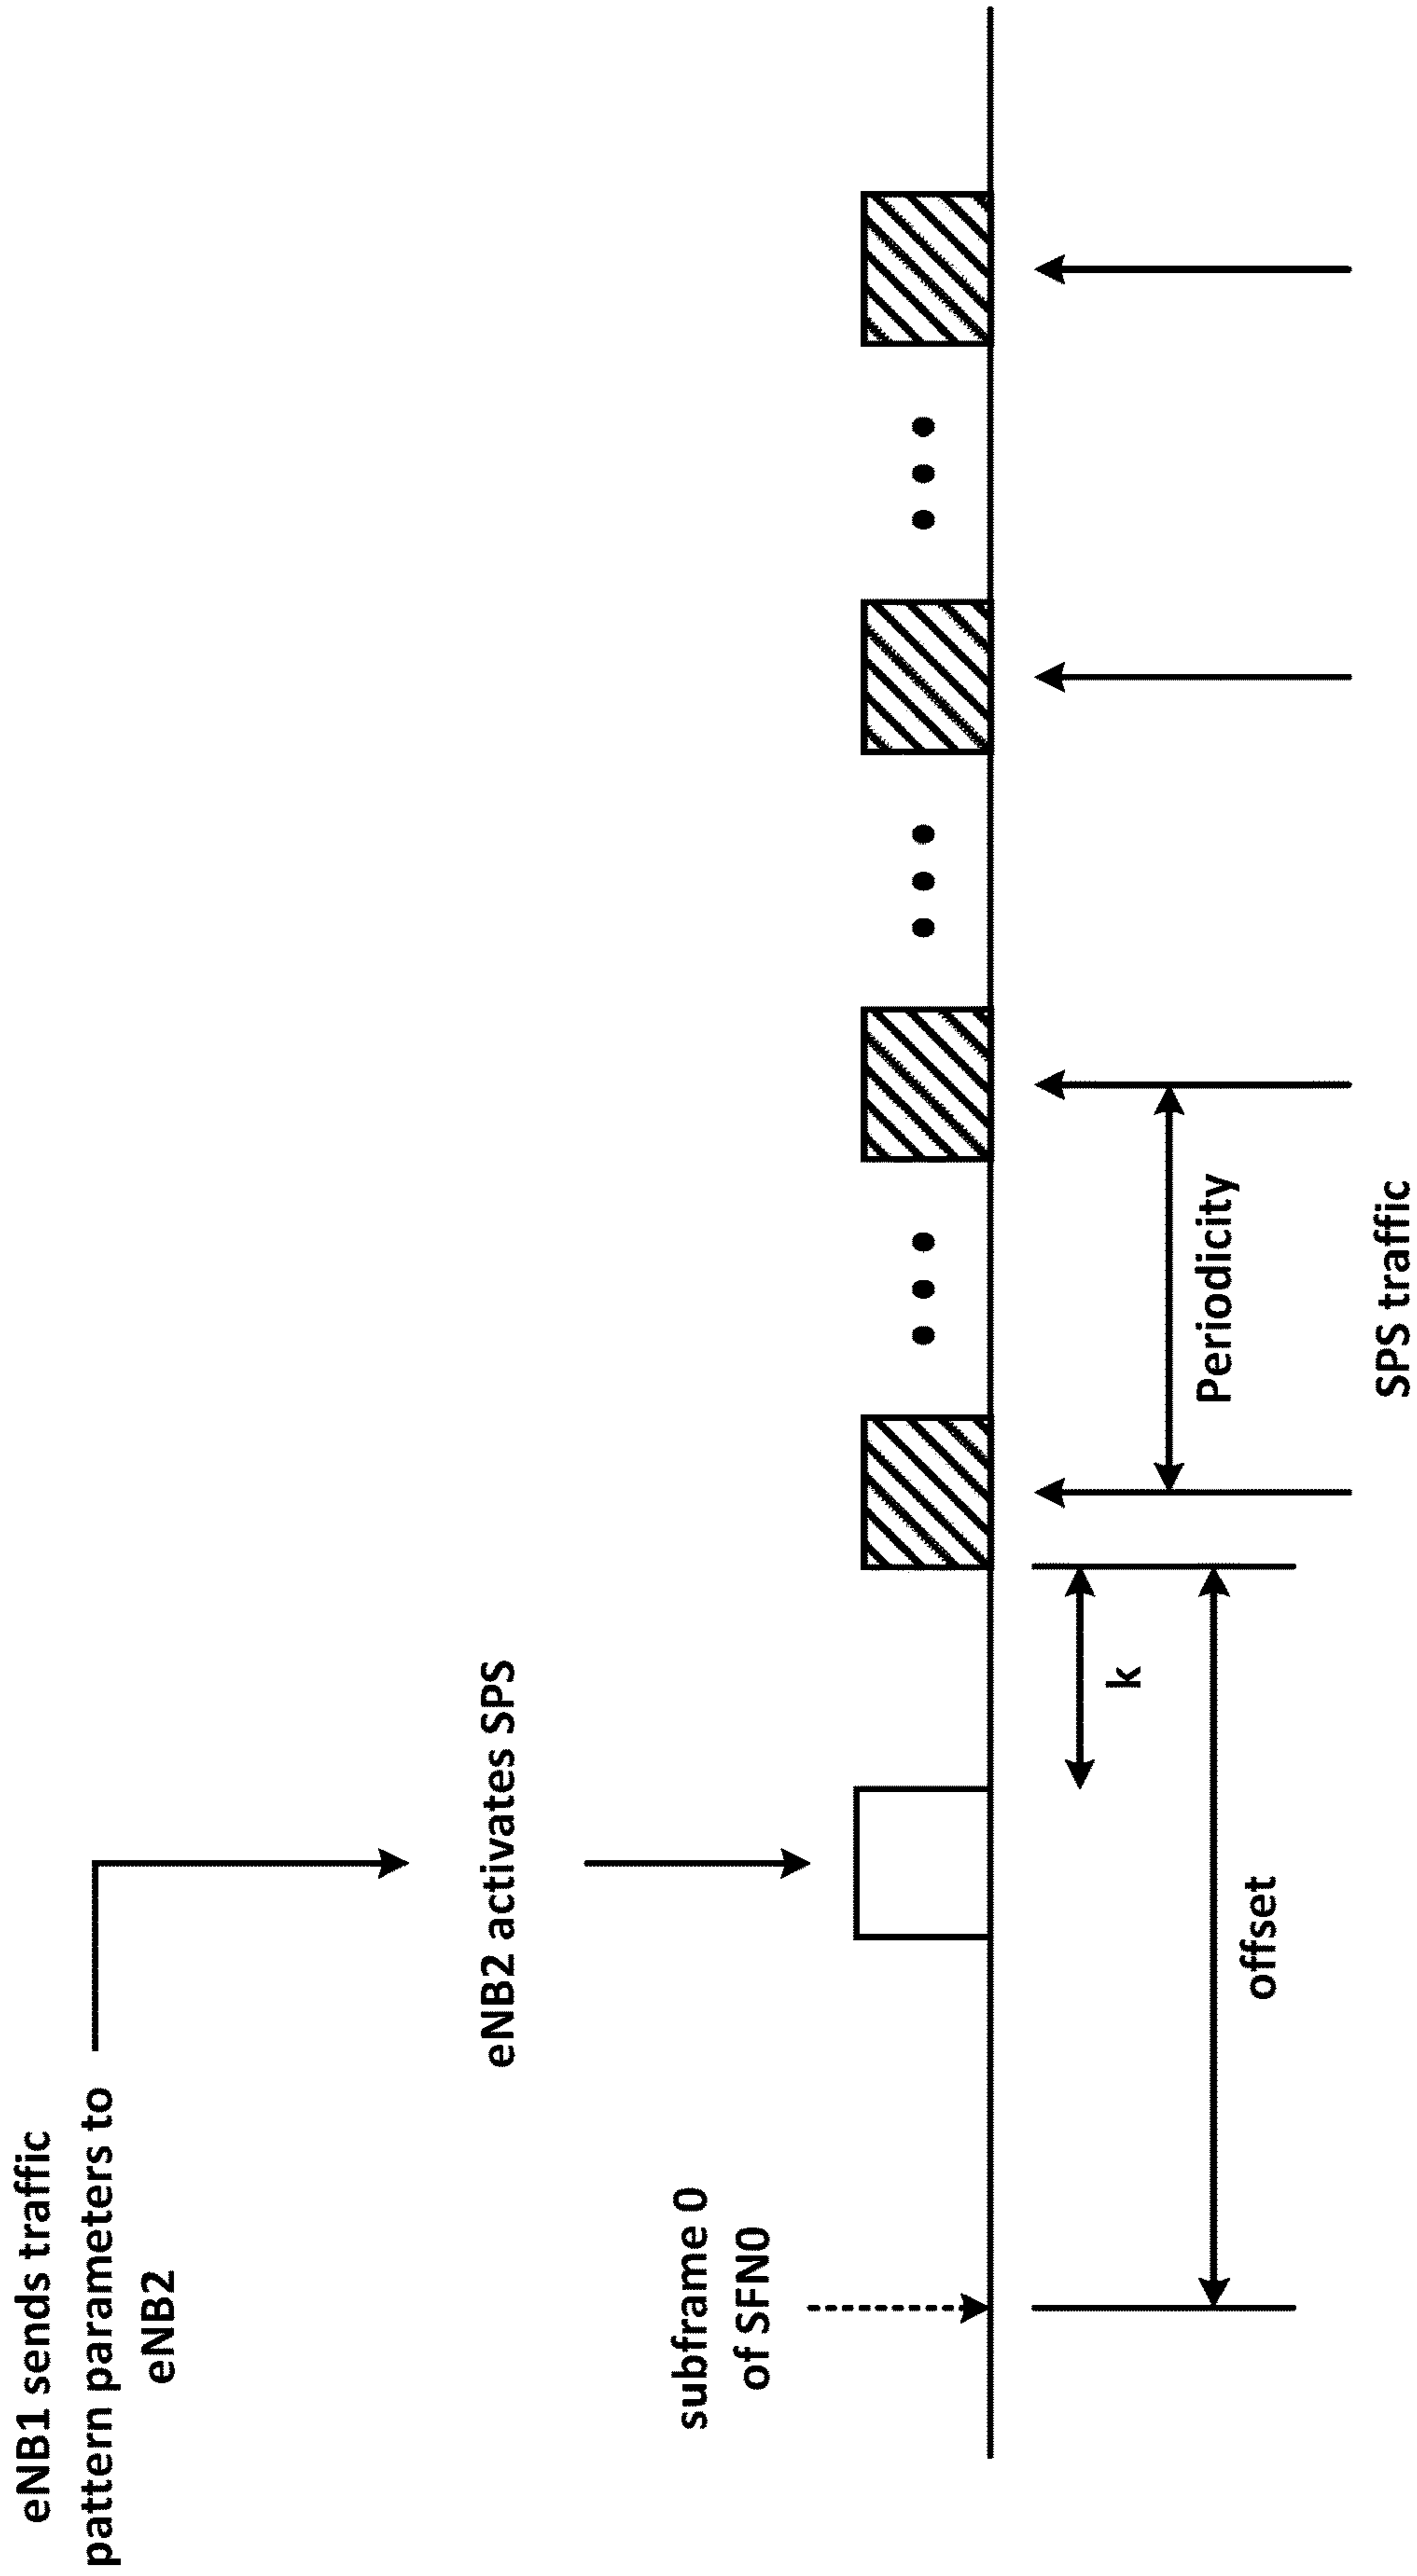 eNB1 sends traffic
pattern parameters to
eNB2
eNB2 activates SPS
subframe 0
of SFN0
k
offset
Periodicity
SPS traffic